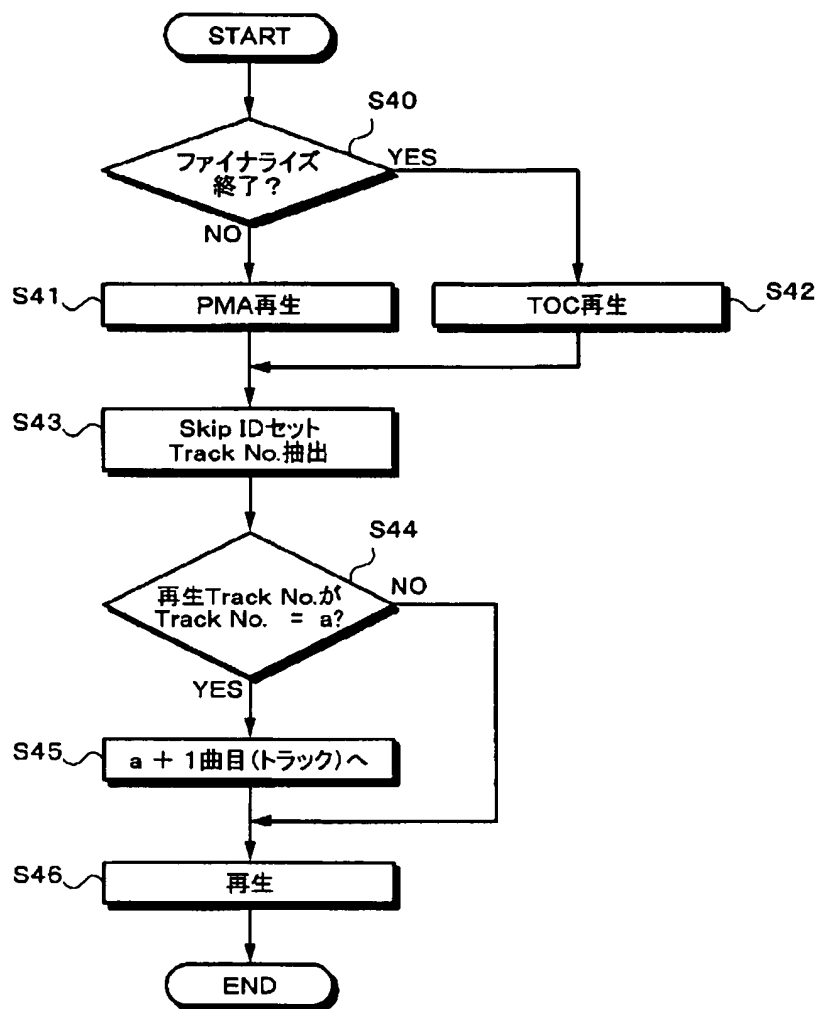 START
S40
ファイナライズ
終了?
YES
NO
S41
PMA再生
TOC再生
S42
S43
Skip IDセット
Track No.抽出
S44
再生Track No.が
Track No. = a?
NO
YES
S45
a + 1曲目(トラック)へ
S46
再生
END